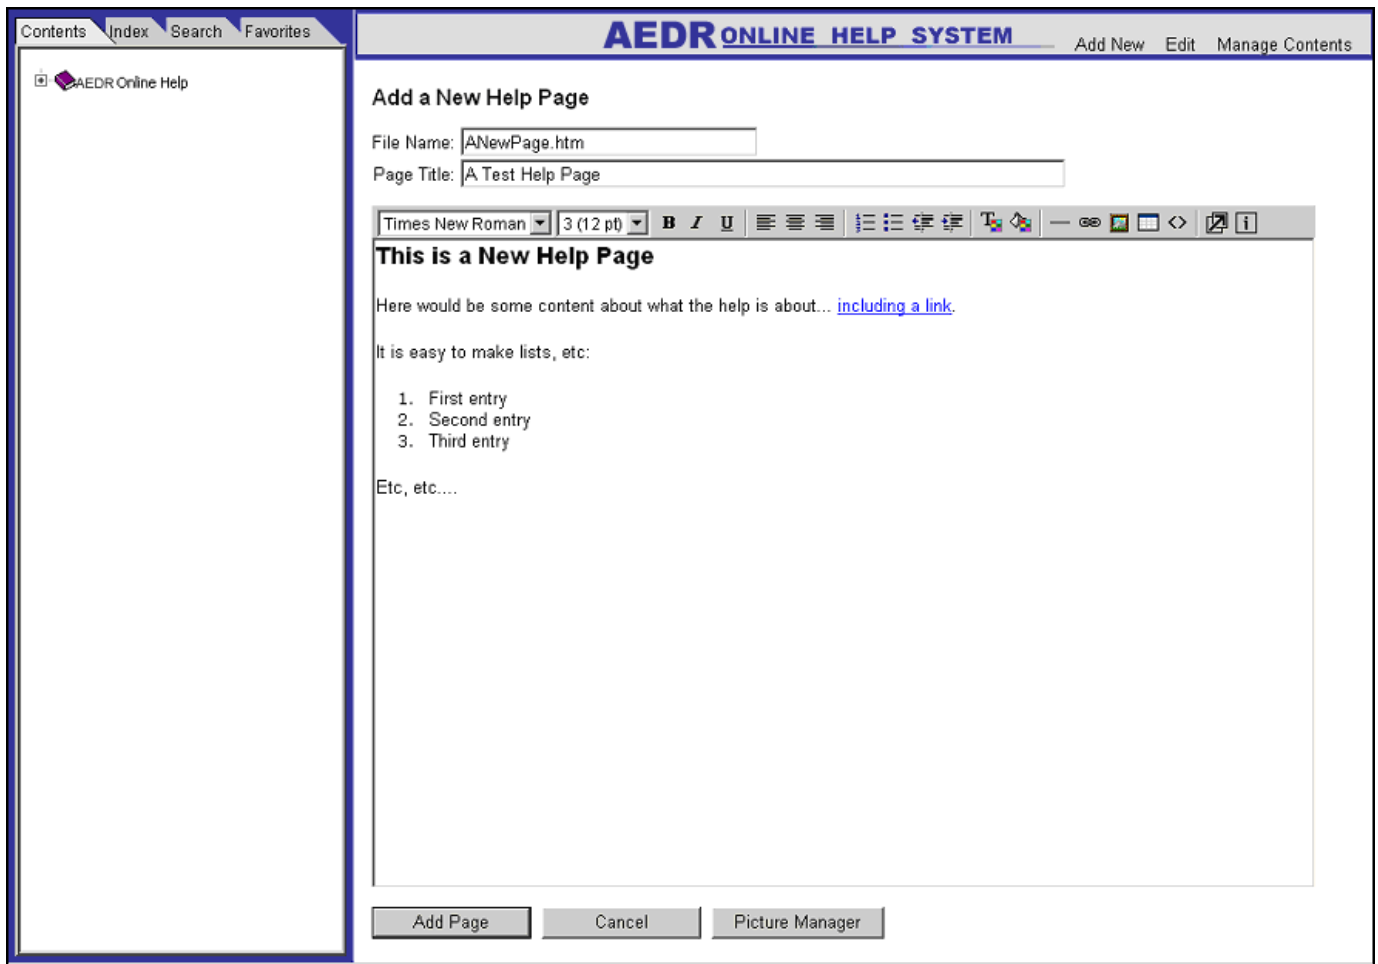 Contents Index Search Favorites
AEDR Online Help
AEDR ONLINE HELP SYSTEM
Add New Edit Manage Contents
Add a New Help Page
File Name: ANewPage.htm
Page Title: A Test Help Page
Times New Roman 3 (12 pt) B I U
This is a New Help Page
Here would be some content about what the help is about... including a link.
It is easy to make lists, etc:
1. First entry
2. Second entry
3. Third entry
Etc, etc....
Add Page Cancel Picture Manager